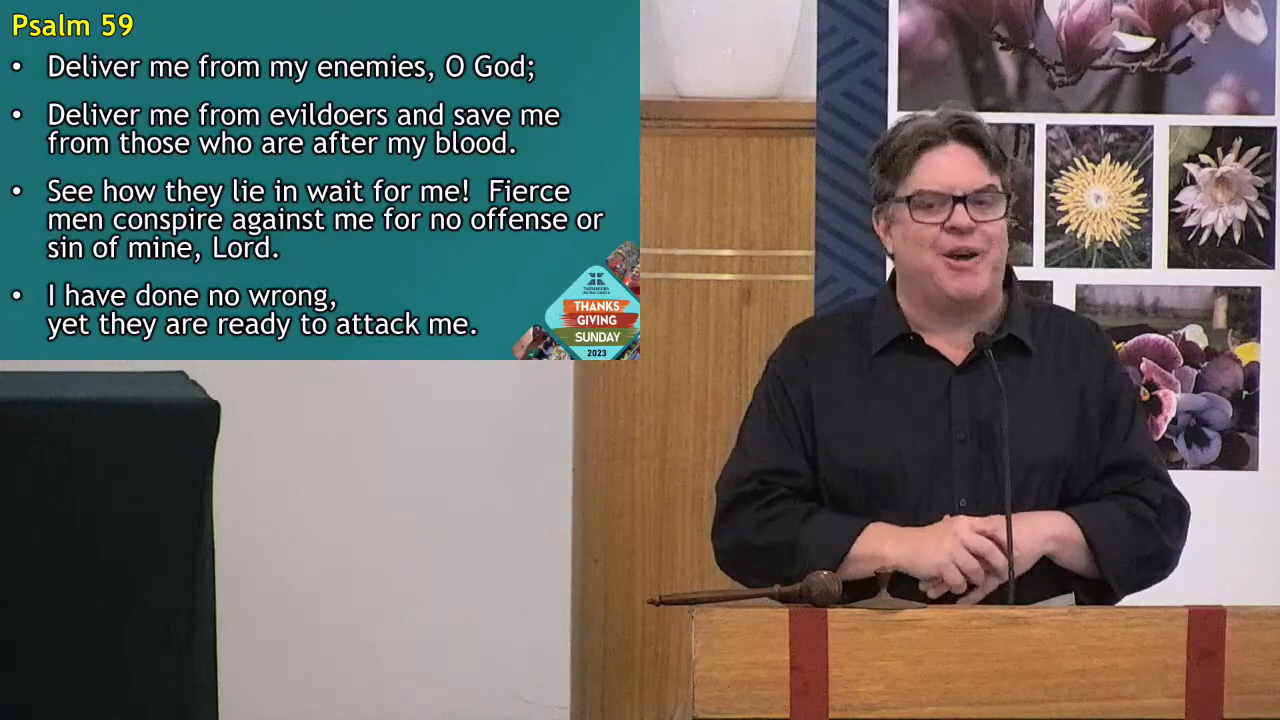 Psalm 59
• Deliver me from my enemies, O God;
• Deliver me from evildoers and save me
from those who are after my blood.
• See how they lie in wait for me!  Fierce
men conspire against me for no offense or
sin of mine, Lord.
• I have done no wrong,
yet they are ready to attack me.
THANKS
GIVING
SUNDAY
2023